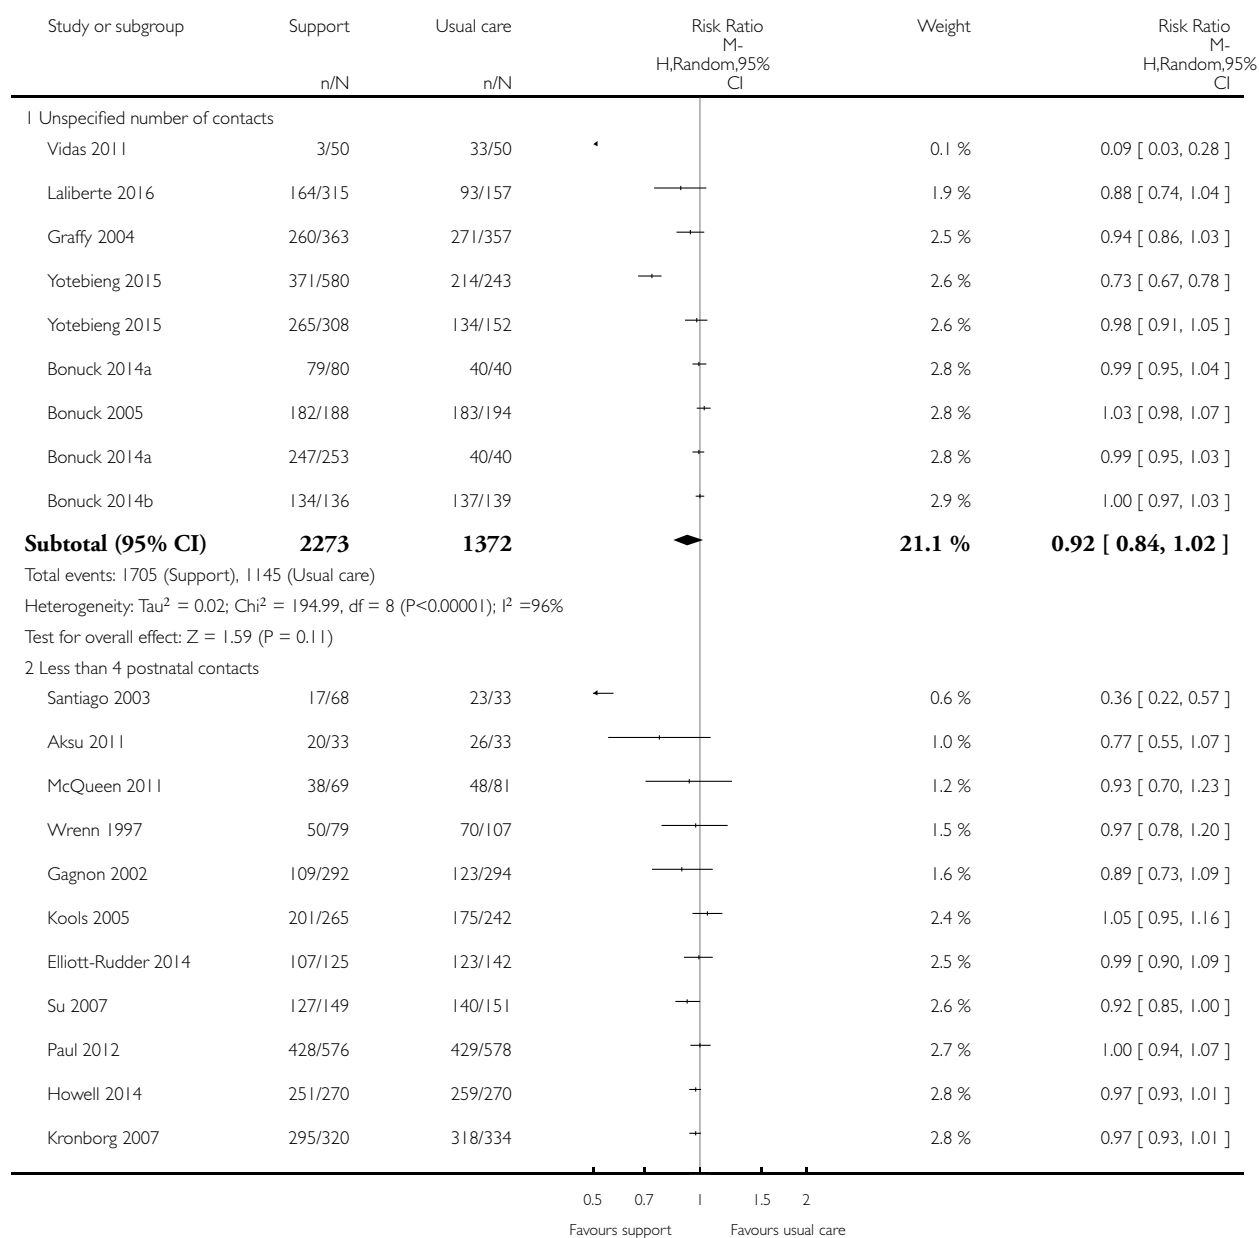 Study or subgroup Support Usual care Risk Ratio Weight Risk Ratio
M- M-
H,Random,95% H,Random,95%
n/N n/N CI CI
1 Unspecified number of contacts
Vidas 2011 3/50 33/50 0.1 % 0.09 [ 0.03, 0.28 ]
Laliberte 2016 164/315 93/157 1.9 % 0.88 [ 0.74, 1.04 ]
Graffy 2004 260/363 271/357 2.5 % 0.94 [ 0.86, 1.03 ]
Yotebieng 2015 371/580 214/243 2.6 % 0.73 [ 0.67, 0.78 ]
Yotebieng 2015 265/308 134/152 2.6 % 0.98 [ 0.91, 1.05 ]
Bonuck 2014a 79/80 40/40 2.8 % 0.99 [ 0.95, 1.04 ]
Bonuck 2005 182/188 183/194 2.8 % 1.03 [ 0.98, 1.07 ]
Bonuck 2014a 247/253 40/40 2.8 % 0.99 [ 0.95, 1.03 ]
Bonuck 2014b 134/136 137/139 2.9 % 1.00 [ 0.97, 1.03 ]
Subtotal (95% CI) 2273 1372 21.1 % 0.92 [ 0.84, 1.02 ]
Total events: 1705 (Support), 1145 (Usual care)
Heterogeneity: Tau² = 0.02; Chi² = 194.99, df = 8 (P<0.00001); I² =96%
Test for overall effect: Z = 1.59 (P = 0.11)
2 Less than 4 postnatal contacts
Santiago 2003 17/68 23/33 0.6 % 0.36 [ 0.22, 0.57 ]
Aksu 2011 20/33 26/33 1.0 % 0.77 [ 0.55, 1.07 ]
McQueen 2011 38/69 48/81 1.2 % 0.93 [ 0.70, 1.23 ]
Wrenn 1997 50/79 70/107 1.5 % 0.97 [ 0.78, 1.20 ]
Gagnon 2002 109/292 123/294 1.6 % 0.89 [ 0.73, 1.09 ]
Kools 2005 201/265 175/242 2.4 % 1.05 [ 0.95, 1.16 ]
Elliott-Rudder 2014 107/125 123/142 2.5 % 0.99 [ 0.90, 1.09 ]
Su 2007 127/149 140/151 2.6 % 0.92 [ 0.85, 1.00 ]
Paul 2012 428/576 429/578 2.7 % 1.00 [ 0.94, 1.07 ]
Howell 2014 251/270 259/270 2.8 % 0.97 [ 0.93, 1.01 ]
Kronborg 2007 295/320 318/334 2.8 % 0.97 [ 0.93, 1.01 ]
0.5 0.7 1 1.5 2
Favours support Favours usual care